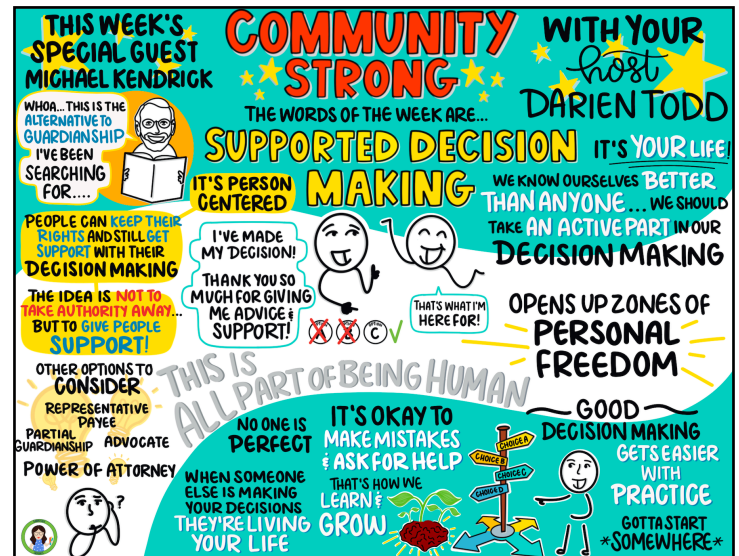 THIS WEEK'S
SPECIAL GUEST
MICHAEL KENDRICK
COMMUNITY
STRONG
THE WORDS OF THE WEEK ARE...
SUPPORTED DECISION
MAKING
WITH YOUR
host
DARIEN TODD
WHOA... THIS IS THE
ALTERNATIVE TO
GUARDIANSHIP
I'VE BEEN
SEARCHING
FOR....
IT'S PERSON
CENTERED
PEOPLE CAN KEEP THEIR
RIGHTS AND STILL GET
SUPPORT WITH THEIR
DECISION MAKING
THE IDEA IS NOT TO
TAKE AUTHORITY AWAY...
BUT TO GIVE PEOPLE
SUPPORT!
I'VE MADE
MY DECISION!
THANK YOU SO
MUCH FOR GIVING
ME ADVICE &
SUPPORT!
THAT'S WHAT I'M
HERE FOR!
C
IT'S YOUR LIFE!
WE KNOW OURSELVES BETTER
THAN ANYONE... WE SHOULD
TAKE AN ACTIVE PART IN OUR
DECISION MAKING
OPENS UP ZONES OF
PERSONAL
FREEDOM
OTHER OPTIONS TO
CONSIDER
REPRESENTATIVE
PAYEE
PARTIAL
GUARDIANSHIP
ADVOCATE
POWER OF ATTORNEY
?
THIS IS
ALL PART OF BEING HUMAN
NO ONE IS
PERFECT
WHEN SOMEONE
ELSE IS MAKING
YOUR DECISIONS
THEY'RE LIVING
YOUR LIFE
IT'S OKAY TO
MAKE MISTAKES
& ASK FOR HELP
THAT'S HOW WE
LEARN &
GROW
CHOICE A
CHOICE B
CHOICE C
CHOICE D
GOOD
DECISION MAKING
GETS EASIER
WITH
PRACTICE
GOTTA START
*SOMEWHERE*